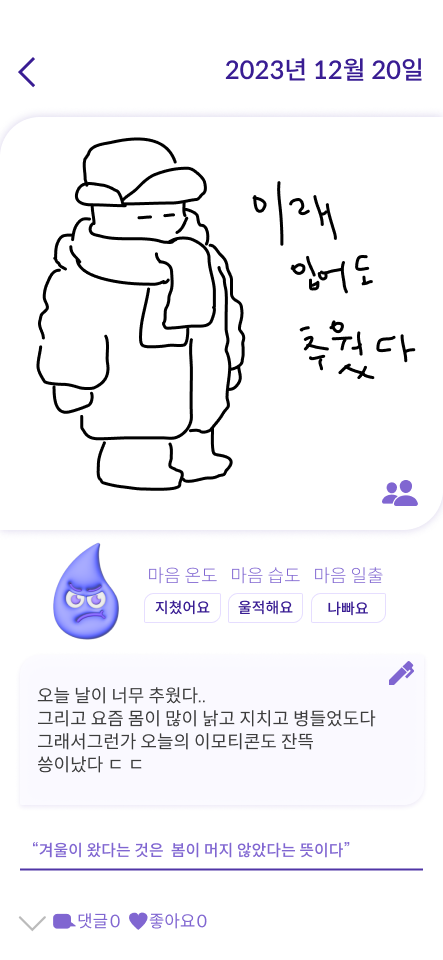 2023년 12월 20일
이래
입어도
추웠다
마음 온도 마음 습도 마음 일출
지쳤어요 울적해요 나빠요
오늘 날이 너무 추웠다..
그리고 요즘 몸이 많이 낡고 지치고 병들었도다
그래서그런가 오늘의 이모티콘도 잔뜩
씅이났다 ㄷ ㄷ
“겨울이 왔다는 것은 봄이 머지 않았다는 뜻이다”
댓글0 좋아요0